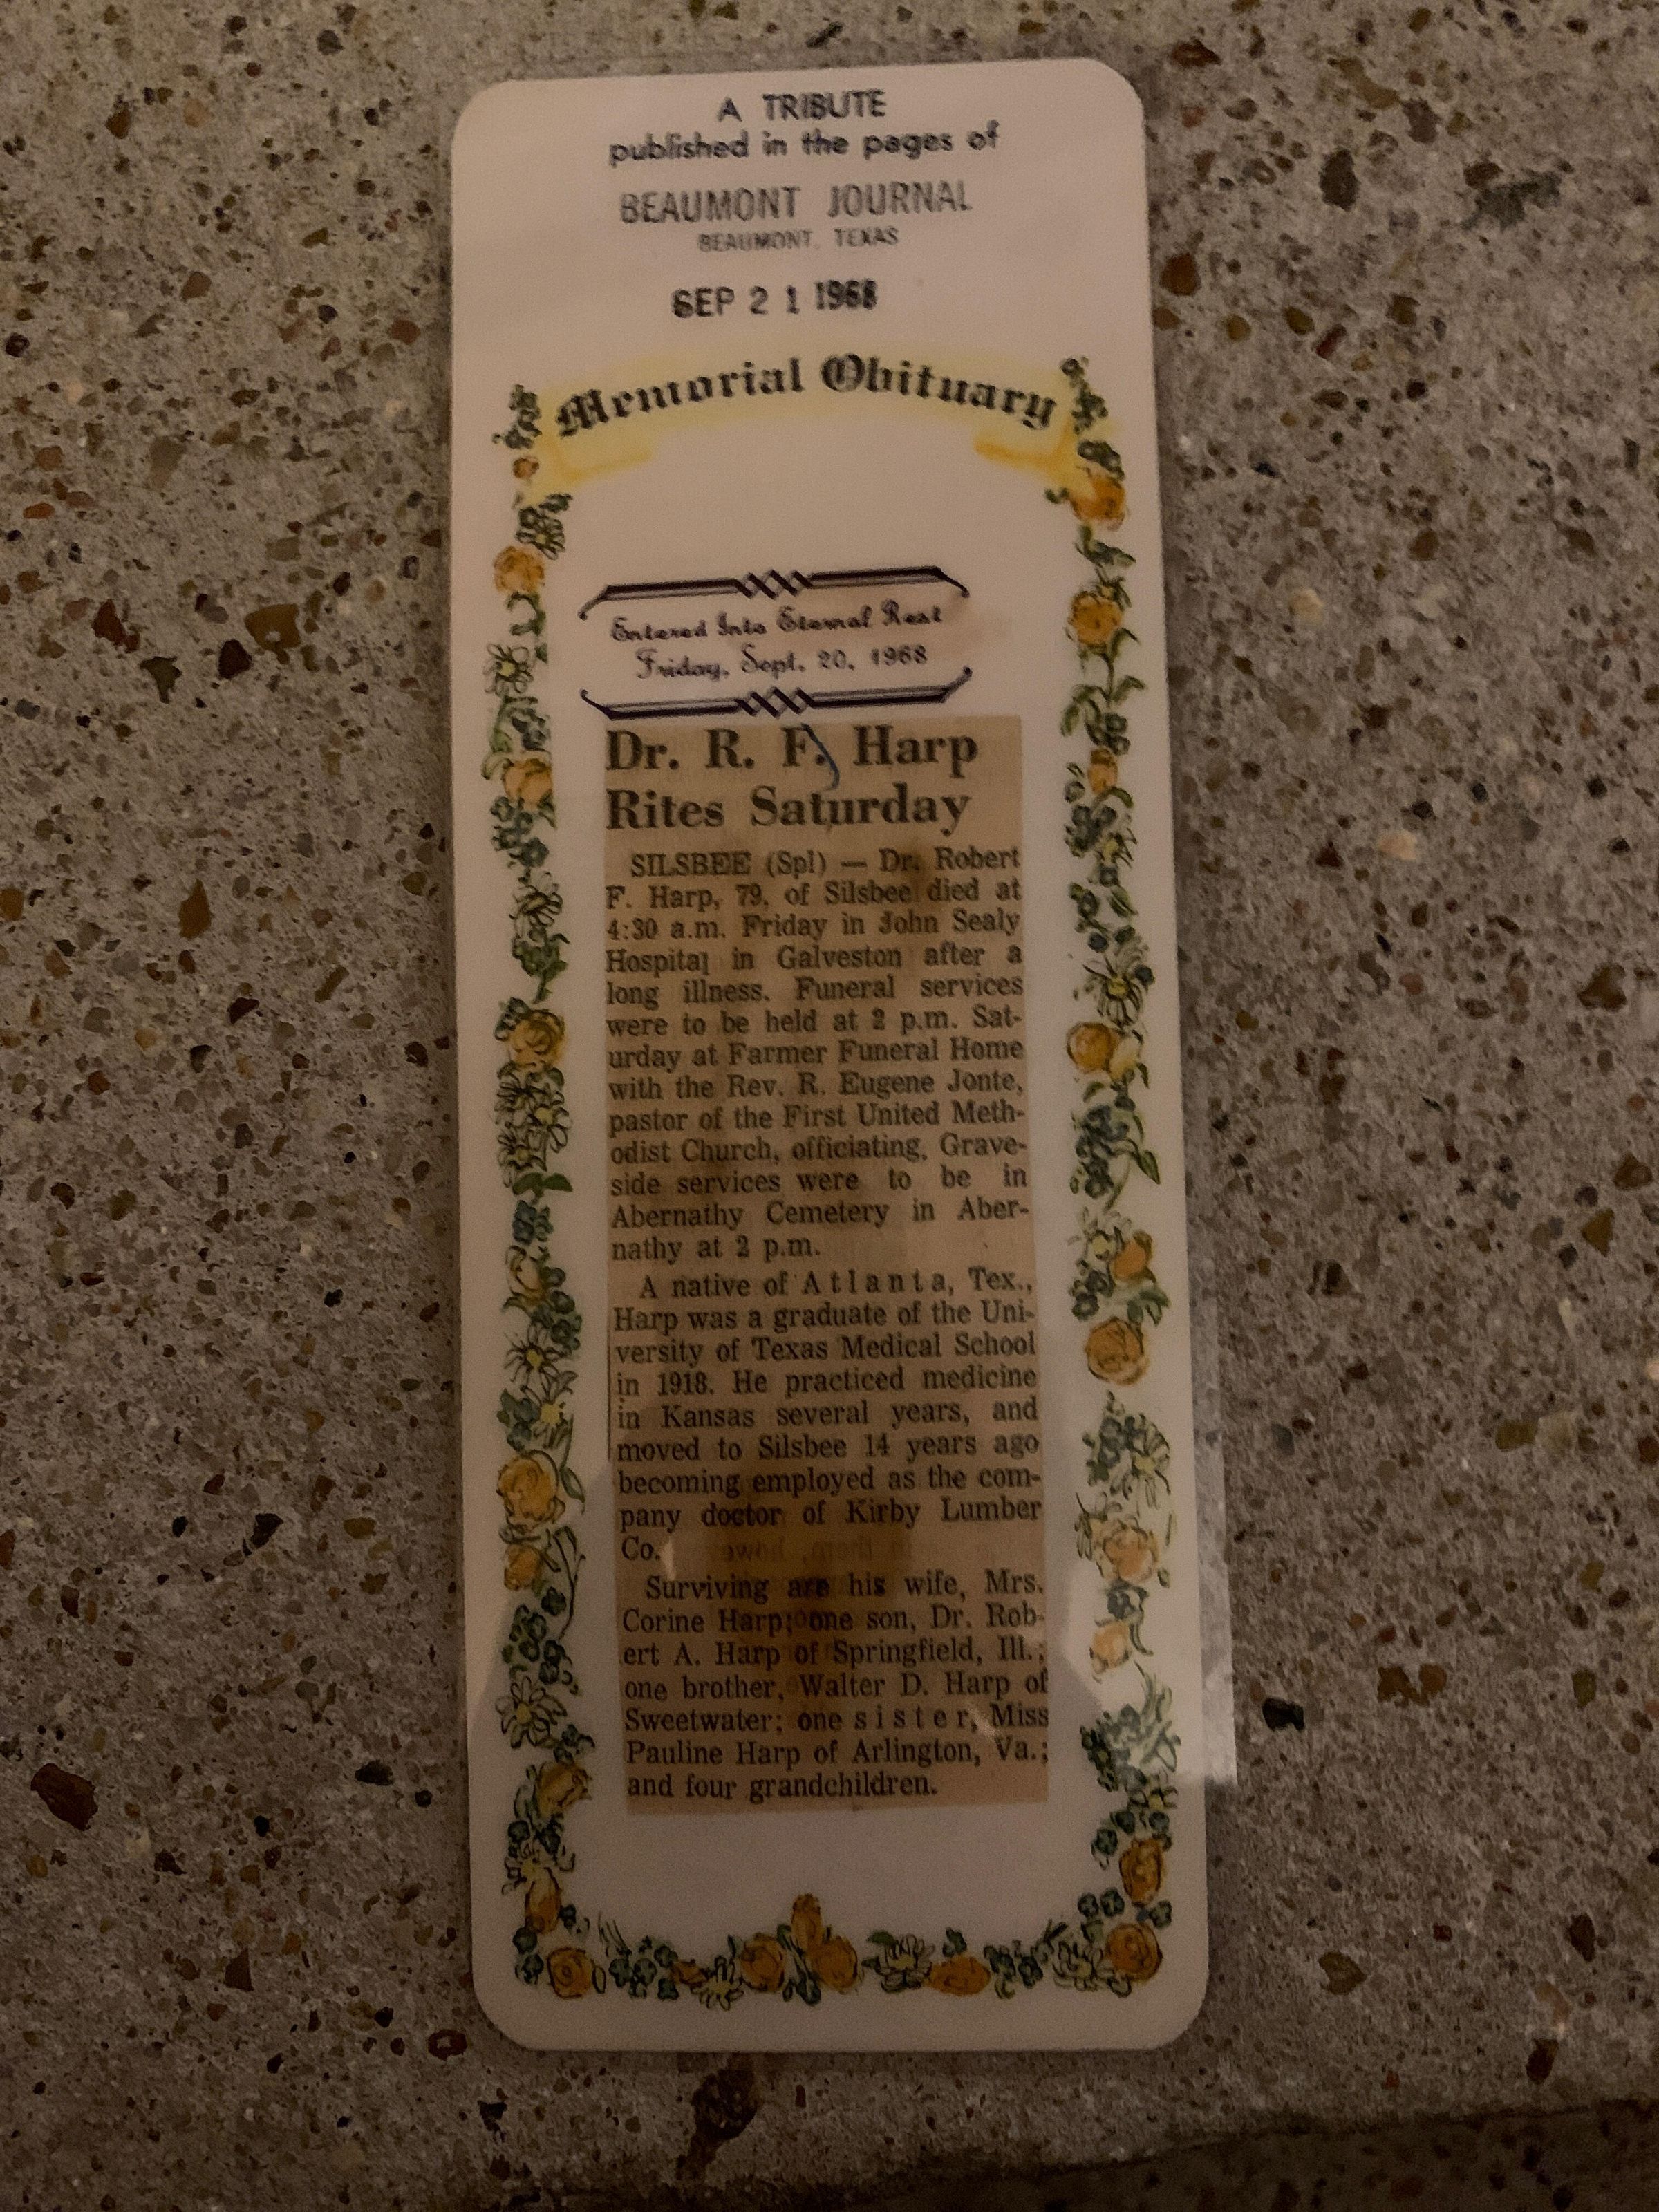 A TRIBUTE
published in the pages of
BEAUMONT JOURNAL
BEAUMONT, TEXAS
SEP 21 1968
Memorial Obituary
Entered Into Eternal Rest
Friday, Sept. 20, 1968
Dr. R. F. Harp
Rites Saturday
SILSBEE (Spl) — Dr. Robert
F. Harp, 79, of Silsbee died at
4:30 a.m. Friday in John Sealy
Hospital in Galveston after a
long illness. Funeral services
were to be held at 2 p.m. Sat-
urday at Farmer Funeral Home
with the Rev. R. Eugene Jonte,
pastor of the First United Meth-
odist Church, officiating. Grave-
side services were to be in
Abernathy Cemetery in Aber-
nathy at 2 p.m.
A native of Atlanta, Tex.,
Harp was a graduate of the Uni-
versity of Texas Medical School
in 1918. He practiced medicine
in Kansas several years, and
moved to Silsbee 14 years ago
becoming employed as the com-
pany doctor of Kirby Lumber
Co.
Surviving are his wife, Mrs.
Corine Harp; one son, Dr. Rob-
ert A. Harp of Springfield, Ill.;
one brother, Walter D. Harp of
Sweetwater; one sister, Miss
Pauline Harp of Arlington, Va.;
and four grandchildren.